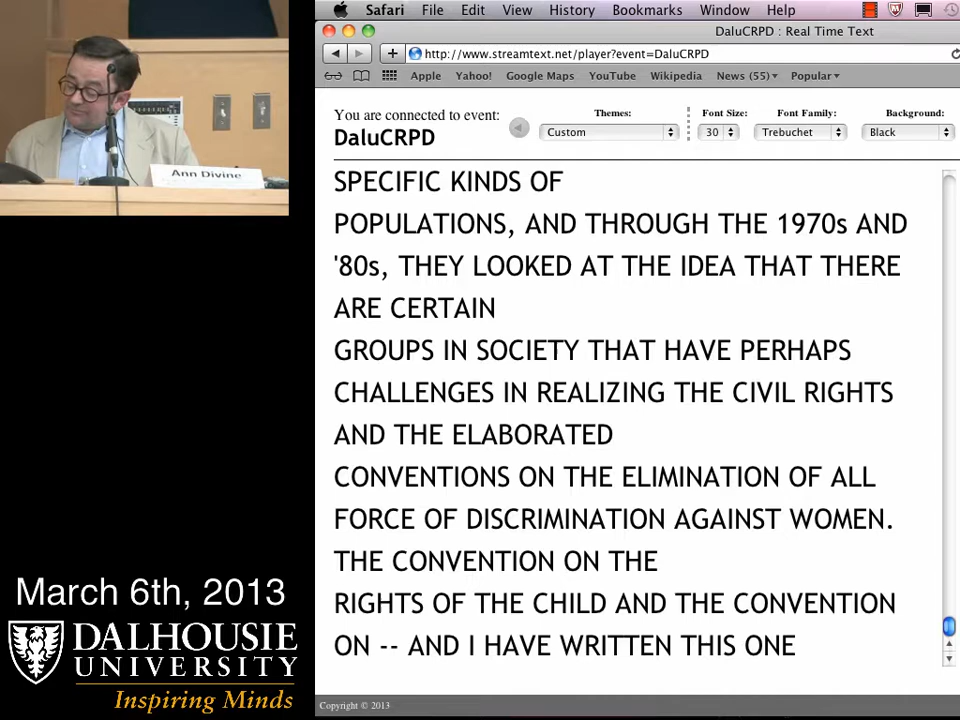 Safari File Edit View History Bookmarks Window Help
DaluCRPD : Real Time Text
http://www.streamtext.net/player?event=DaluCRPD
Apple Yahoo! Google Maps YouTube Wikipedia News (55) Popular
You are connected to event:
DaluCRPD
Themes: Font Size: Font Family: Background:
Custom 30 Trebuchet Black
SPECIFIC KINDS OF
POPULATIONS, AND THROUGH THE 1970s AND
'80s, THEY LOOKED AT THE IDEA THAT THERE
ARE CERTAIN
GROUPS IN SOCIETY THAT HAVE PERHAPS
CHALLENGES IN REALIZING THE CIVIL RIGHTS
AND THE ELABORATED
CONVENTIONS ON THE ELIMINATION OF ALL
FORCE OF DISCRIMINATION AGAINST WOMEN.
THE CONVENTION ON THE
RIGHTS OF THE CHILD AND THE CONVENTION
ON -- AND I HAVE WRITTEN THIS ONE
Copyright © 2013
Ann Divine
March 6th, 2013
DALHOUSIE
UNIVERSITY
Inspiring Minds